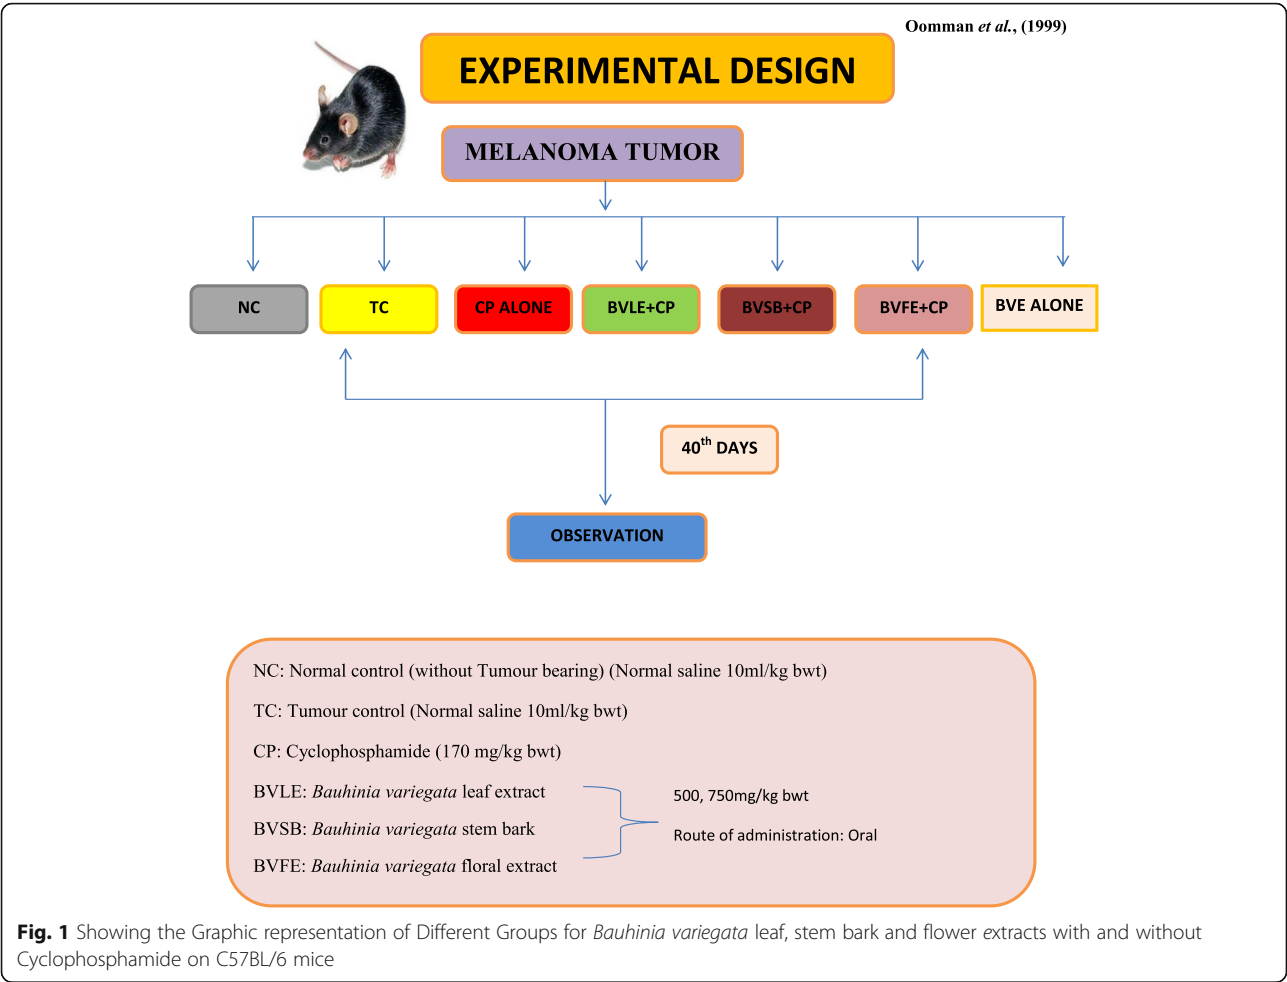 Oomman et al., (1999)
EXPERIMENTAL DESIGN
MELANOMA TUMOR
NC
TC
CP ALONE
BVLE+CP
BVSB+CP
BVFE+CP
BVE ALONE
40th DAYS
OBSERVATION
NC: Normal control (without Tumour bearing) (Normal saline 10ml/kg bwt)
TC: Tumour control (Normal saline 10ml/kg bwt)
CP: Cyclophosphamide (170 mg/kg bwt)
BVLE: Bauhinia variegata leaf extract
BVSB: Bauhinia variegata stem bark
BVFE: Bauhinia variegata floral extract
500, 750mg/kg bwt
Route of administration: Oral
Fig. 1 Showing the Graphic representation of Different Groups for Bauhinia variegata leaf, stem bark and flower extracts with and without
Cyclophosphamide on C57BL/6 mice